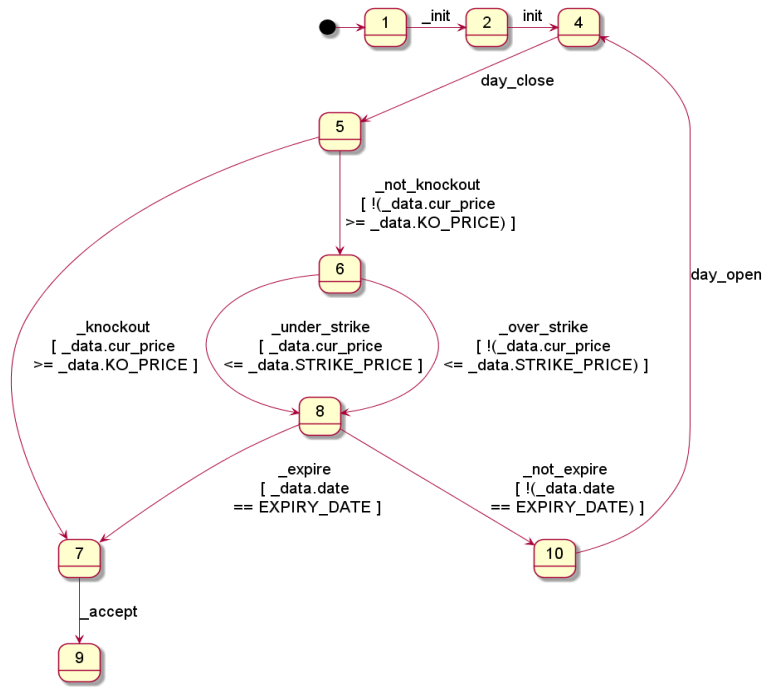 1
_init
2
init
4
day_close
5
_not_knockout
[ !(_data.cur_price
>= _data.KO_PRICE) ]
6
day_open
_knockout
[ _data.cur_price
>= _data.KO_PRICE ]
_under_strike
[ _data.cur_price
<= _data.STRIKE_PRICE ]
_over_strike
[ !(_data.cur_price
<= _data.STRIKE_PRICE) ]
8
_expire
[ _data.date
== EXPIRY_DATE ]
_not_expire
[ !(_data.date
== EXPIRY_DATE) ]
7
10
_accept
9